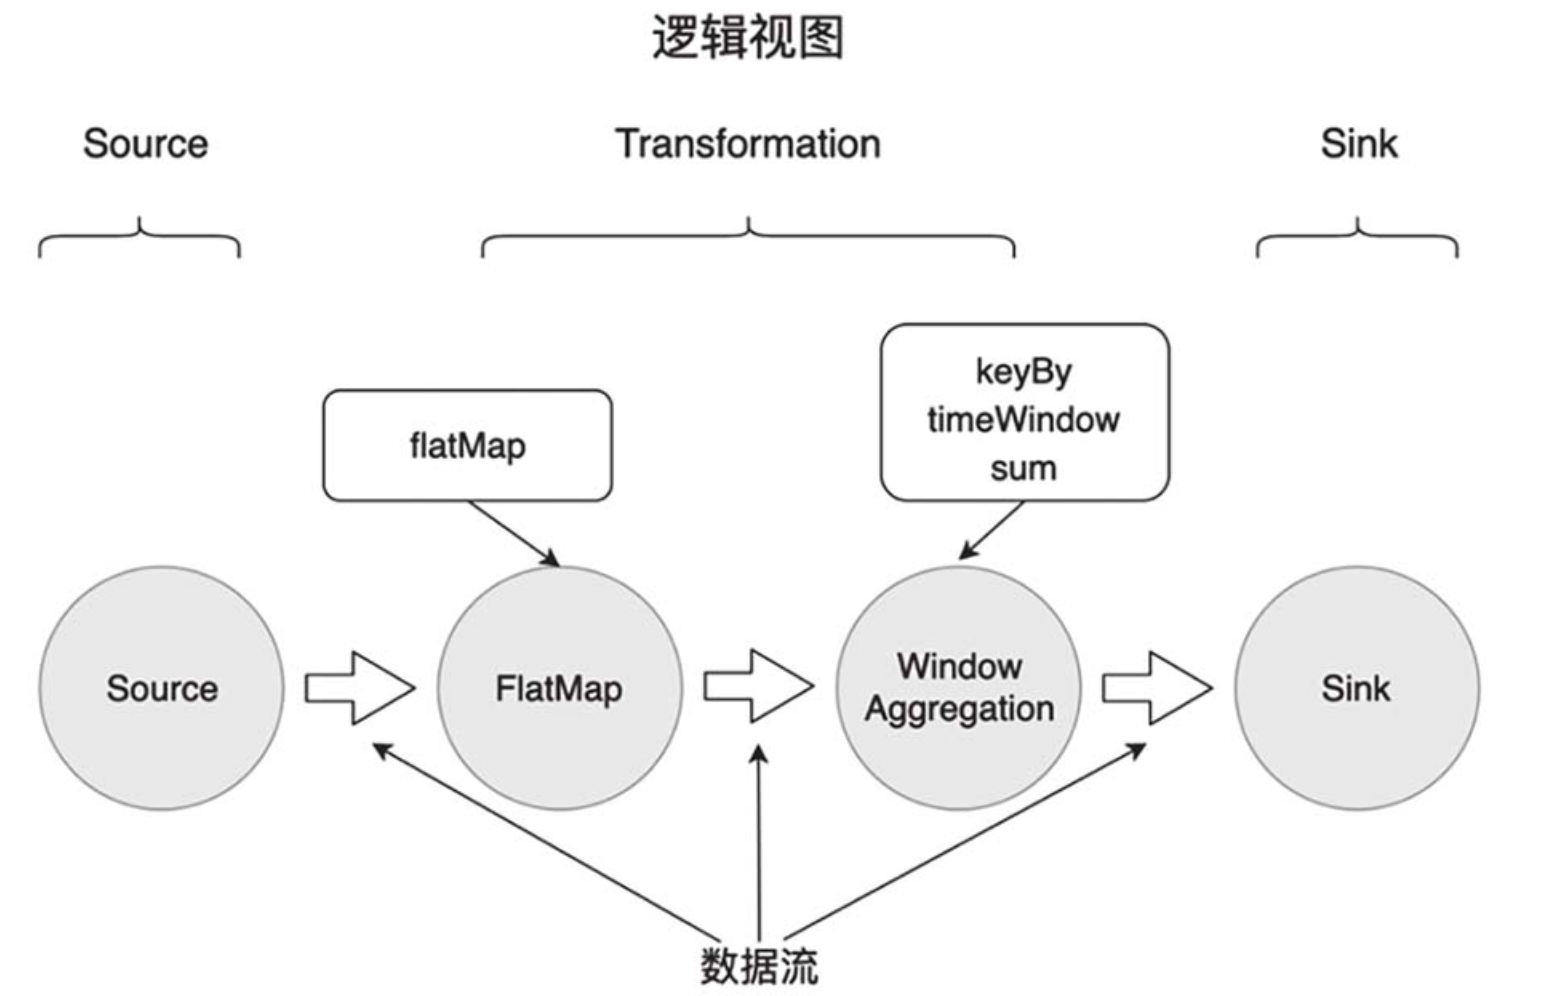 逻辑视图
Source
Transformation
Sink
flatMap
keyBy
timeWindow
sum
Source
FlatMap
Window
Aggregation
Sink
数据流